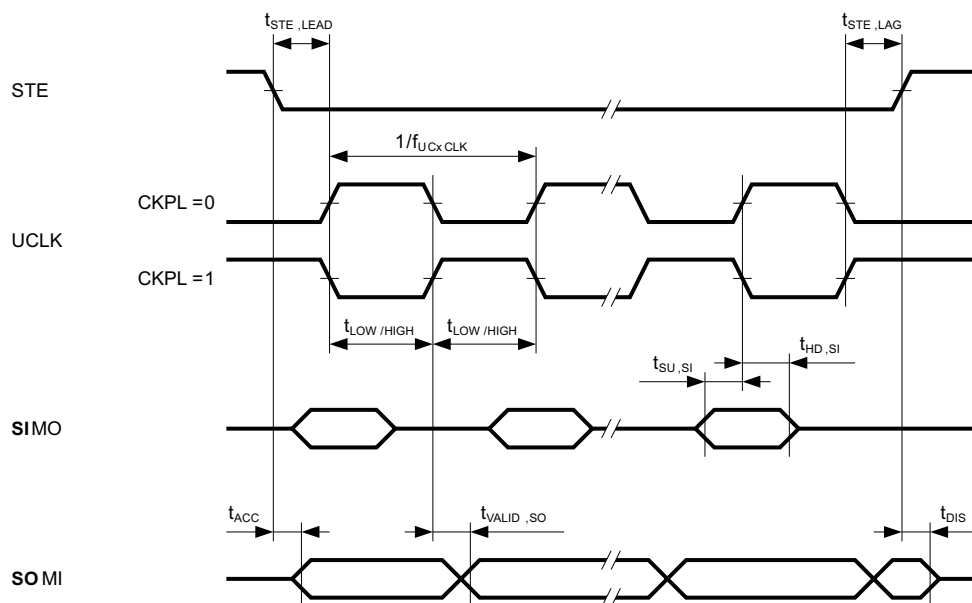 tSTE,LEAD
tSTE,LAG
STE
1/fUCxCLK
CKPL=0
UCLK
CKPL=1
tLOW/HIGH tLOW/HIGH
tHD,SI
tSU,SI
SIMO
tACC
tVALID,SO
tDIS
SOMI